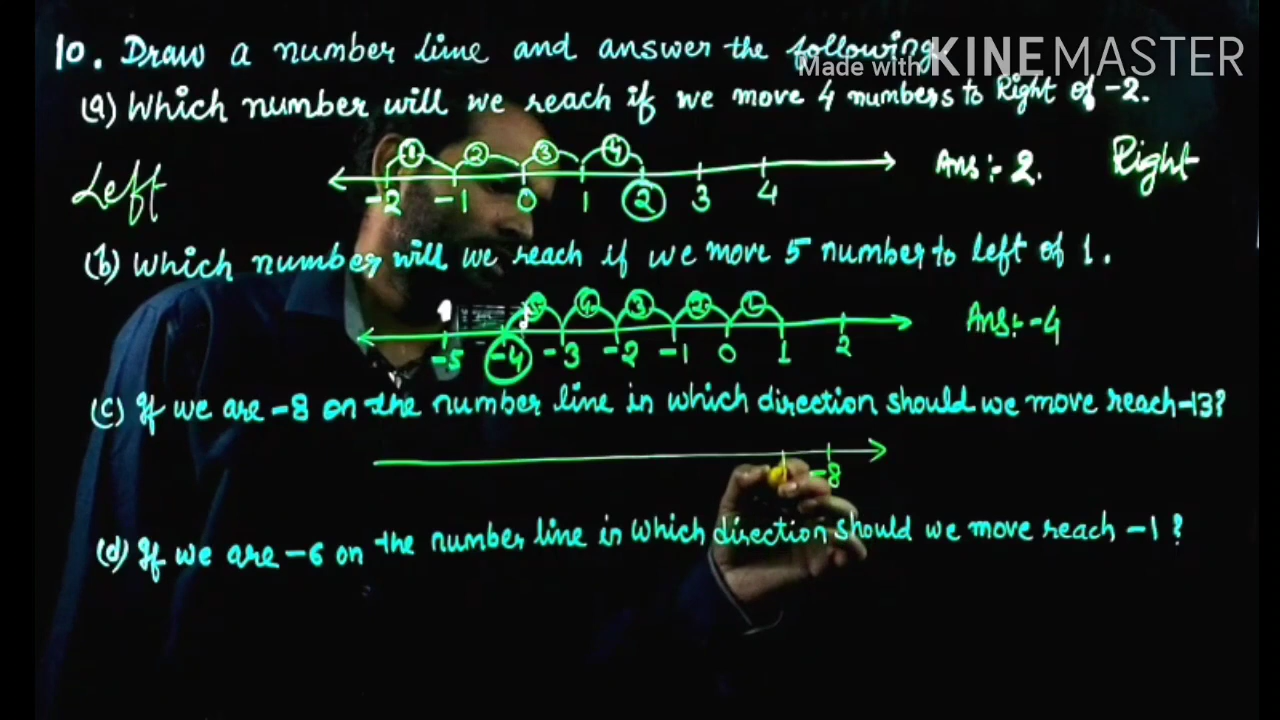 10. Draw a number line and answer the following
Made with KINEMASTER
(a) Which number will we reach if we move 4 numbers to Right of -2.
1 2 3 4
Left
-2 -1 0 1 2 3 4
Ans:- 2.
Right
(b) Which number will we reach if we move 5 number to left of 1.
5 4 3 2 1
-5 -4 -3 -2 -1 0 1 2
Ans:- -4
(c) If we are -8 on the number line in which direction should we move reach -13?
-8
(d) If we are -6 on the number line in which direction should we move reach -1?